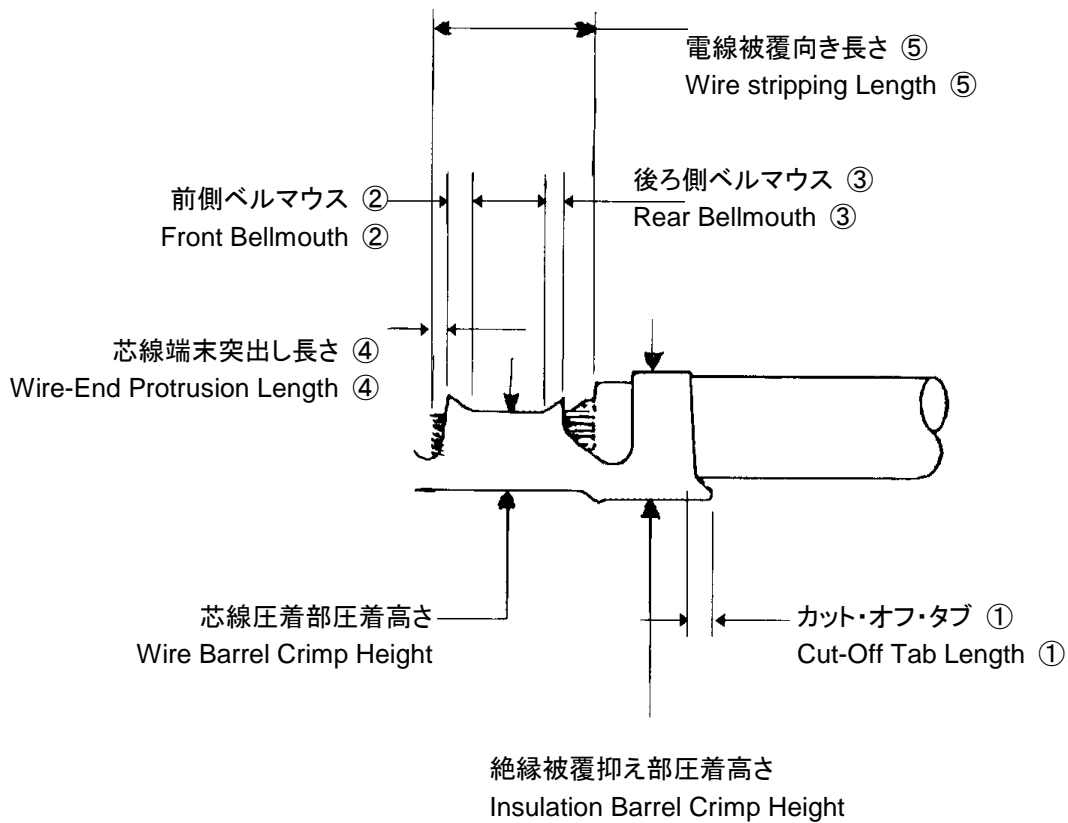 電線被覆向き長さ ⑤
Wire stripping Length ⑤
前側ベルマウス ②
Front Bellmouth ②
後ろ側ベルマウス ③
Rear Bellmouth ③
芯線端末突出し長さ ④
Wire-End Protrusion Length ④
芯線圧着部圧着高さ
Wire Barrel Crimp Height
カット・オフ・タブ ①
Cut-Off Tab Length ①
絶縁被覆抑え部圧着高さ
Insulation Barrel Crimp Height